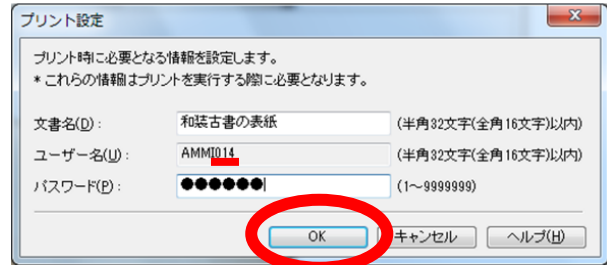 プリント設定
プリント時に必要となる情報を設定します。
* これらの情報はプリントを実行する際に必要となります。
文書名(D) : 和装古書の表紙 (半角32文字(全角16文字)以内)
ユーザー名(U) : AMMI014 (半角32文字(全角16文字)以内)
パスワード(P) : ●●●●●● (1～9999999)
OK キャンセル ヘルプ(H)